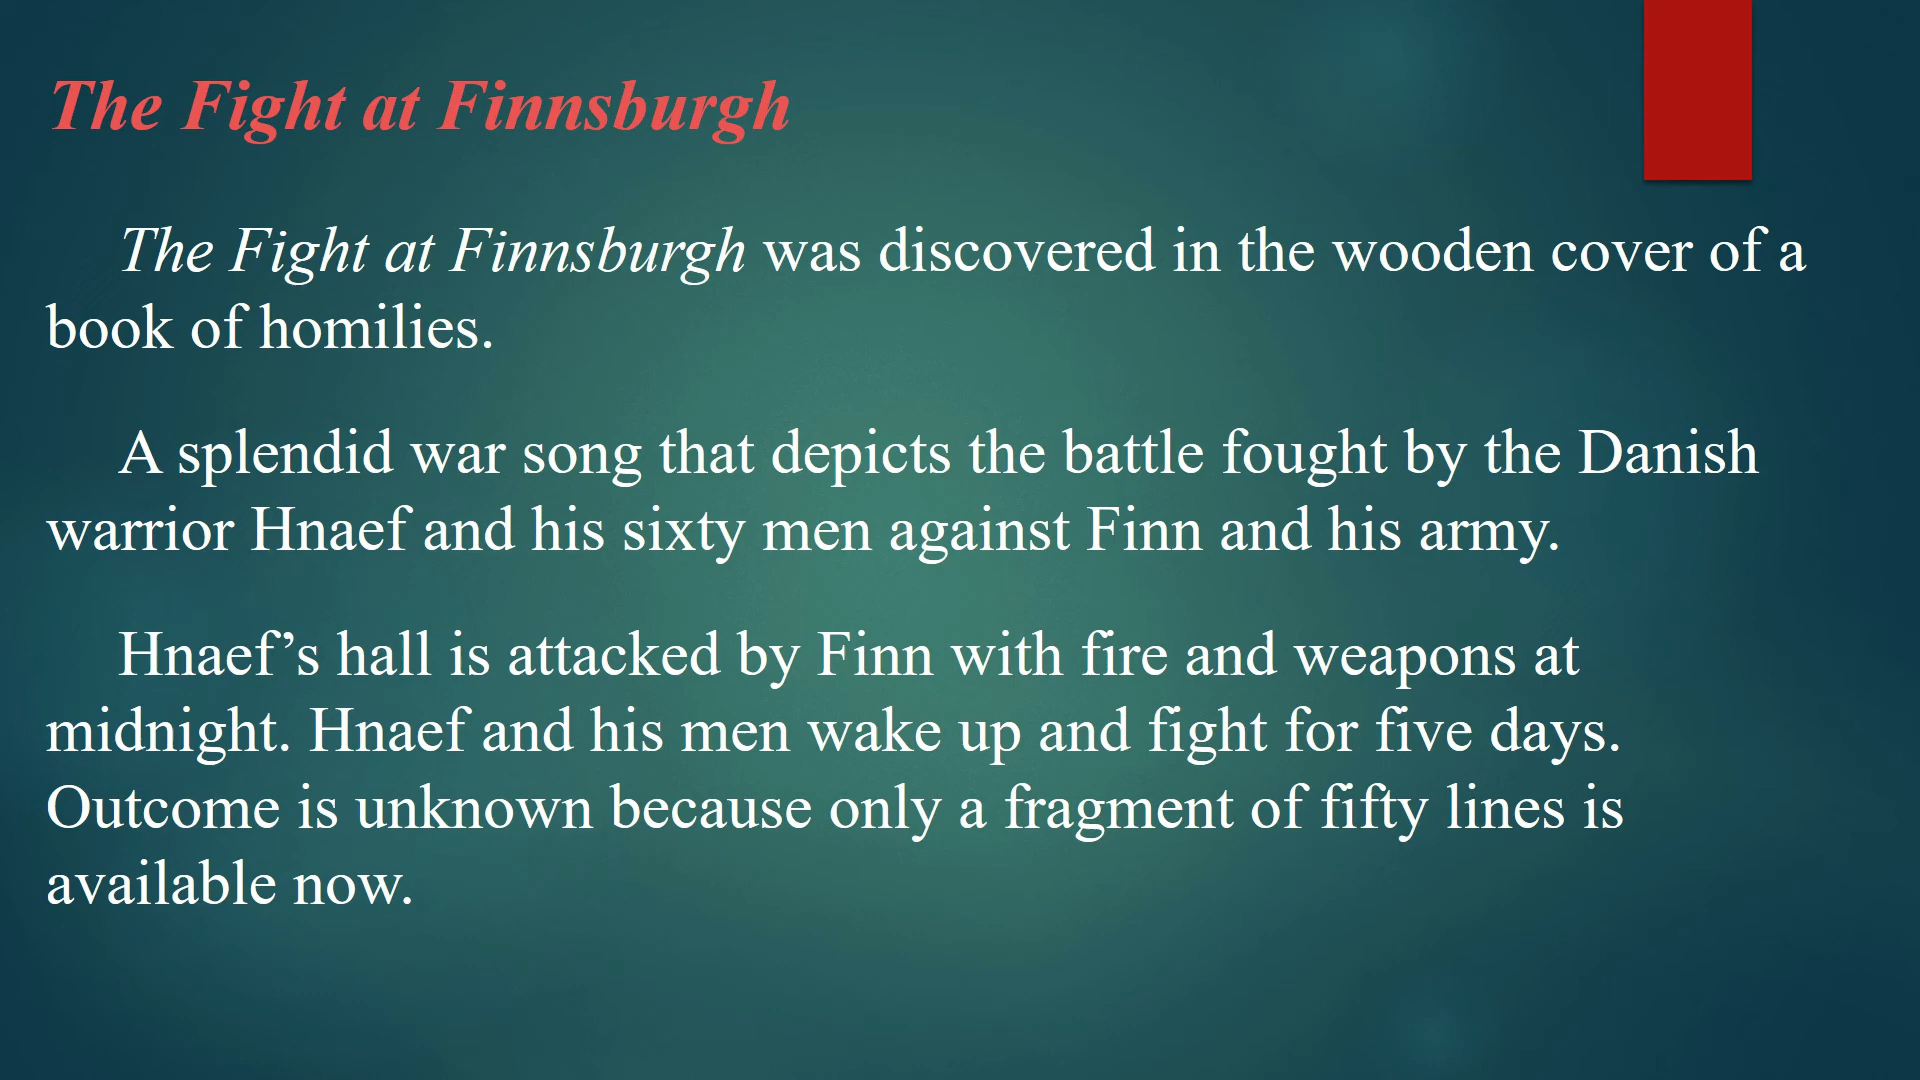 The Fight at Finnsburgh
The Fight at Finnsburgh was discovered in the wooden cover of a
book of homilies.
A splendid war song that depicts the battle fought by the Danish
warrior Hnaef and his sixty men against Finn and his army.
Hnaef’s hall is attacked by Finn with fire and weapons at
midnight. Hnaef and his men wake up and fight for five days.
Outcome is unknown because only a fragment of fifty lines is
available now.